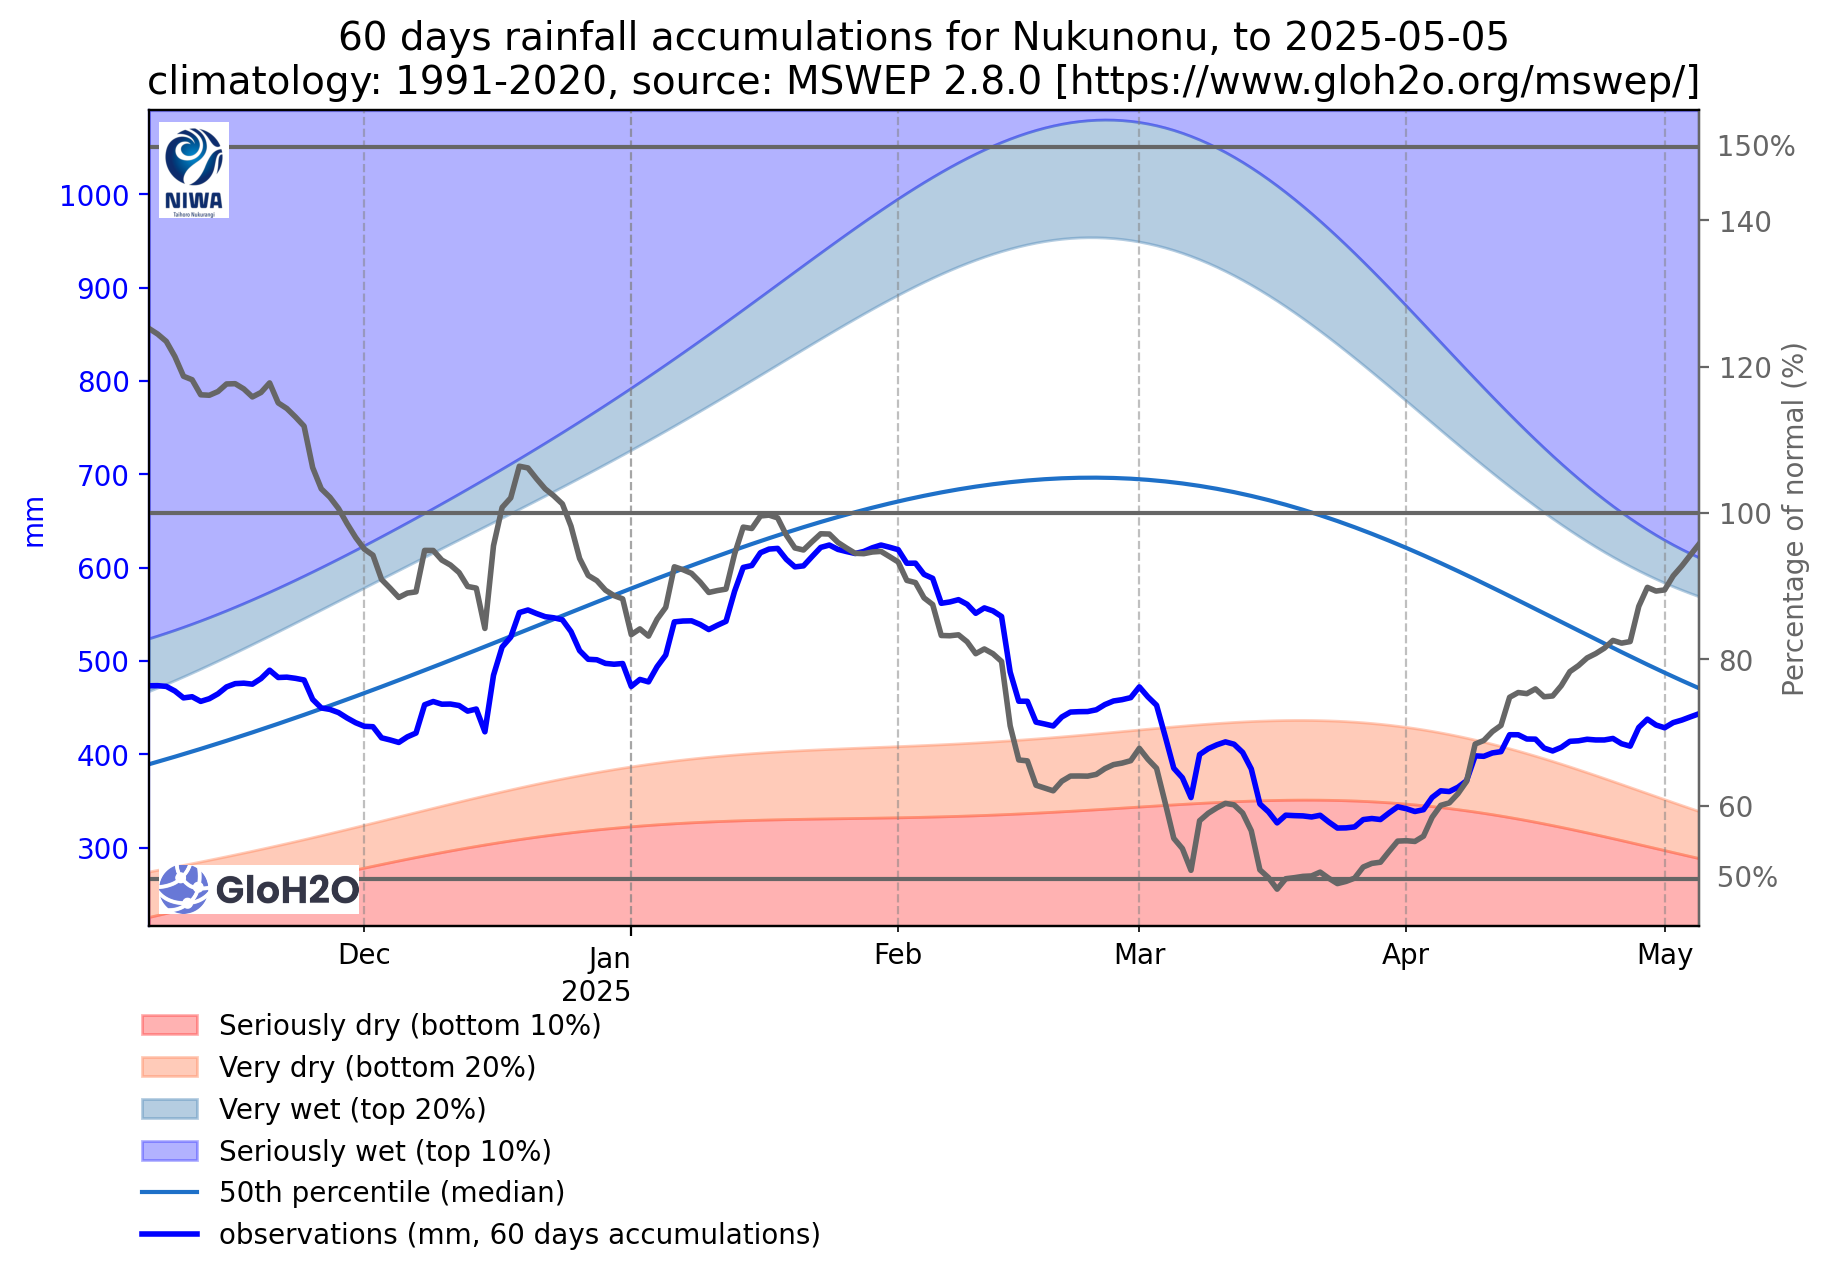 60 days rainfall accumulations for Nukunonu, to 2025-05-05
climatology: 1991-2020, source: MSWEP 2.8.0 [https://www.gloh2o.org/mswep/]
NIWA
Taihoro Nukurangi
1000
900
800
700
600
500
400
300
mm
150%
140
120
100
80
60
50%
Percentage of normal (%)
GloH2O
Dec
Jan
2025
Feb
Mar
Apr
May
Seriously dry (bottom 10%)
Very dry (bottom 20%)
Very wet (top 20%)
Seriously wet (top 10%)
50th percentile (median)
observations (mm, 60 days accumulations)